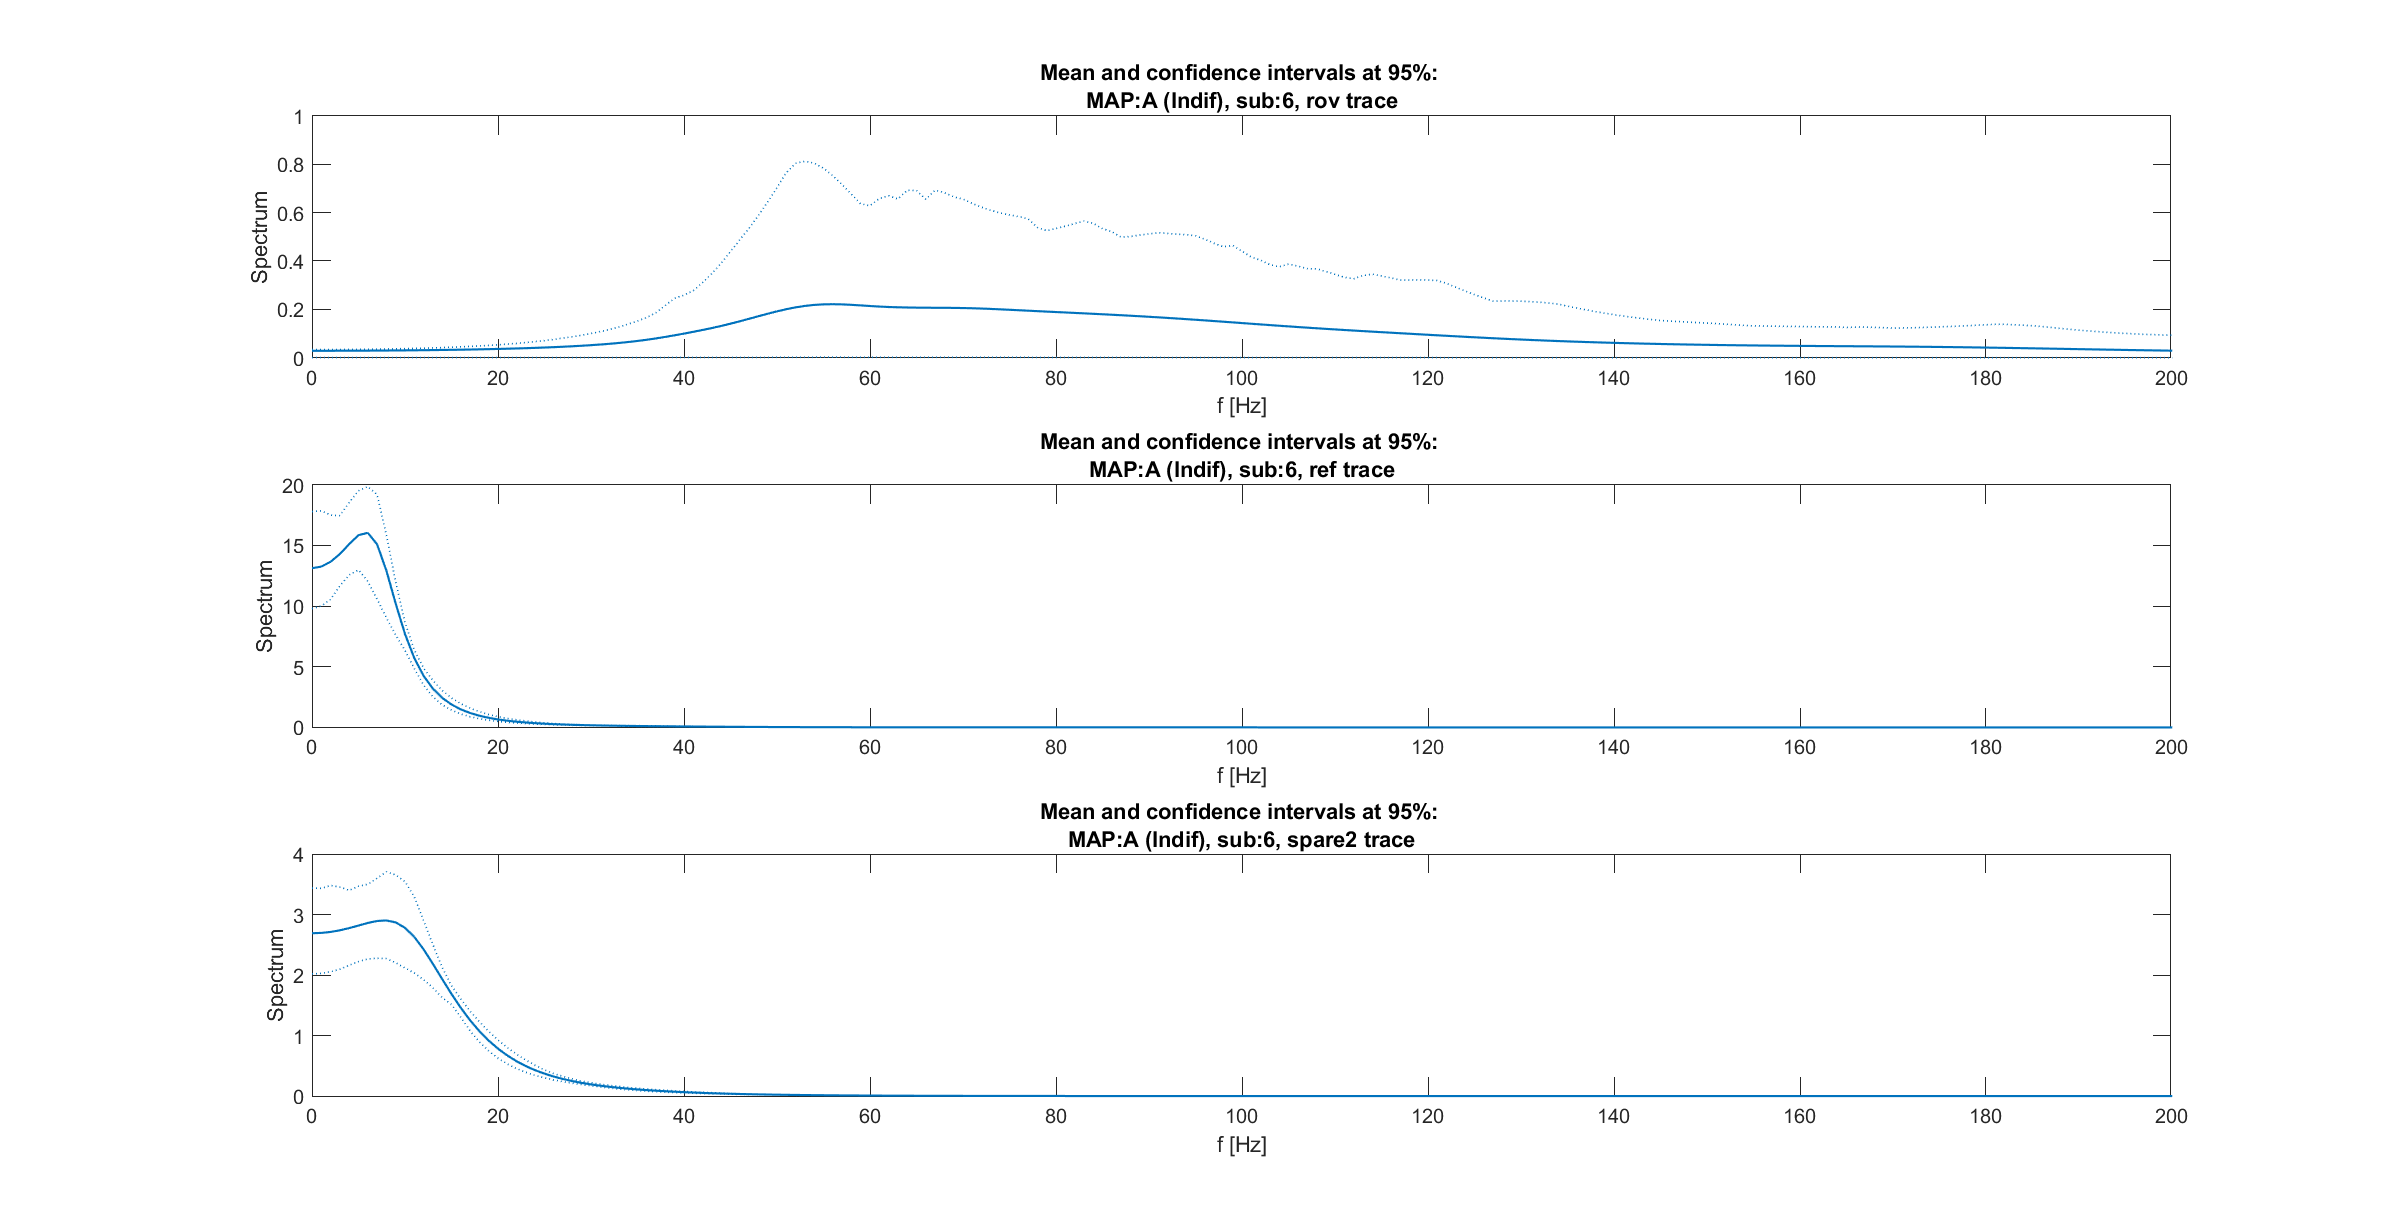 Mean and confidence intervals at 95%:
MAP:A (Indif), sub:6, rov trace
1
0.8
0.6
0.4
0.2
0
Spectrum
0 20 40 60 80 100 120 140 160 180 200
f [Hz]
Mean and confidence intervals at 95%:
MAP:A (Indif), sub:6, ref trace
20
15
10
5
0
Spectrum
0 20 40 60 80 100 120 140 160 180 200
f [Hz]
Mean and confidence intervals at 95%:
MAP:A (Indif), sub:6, spare2 trace
4
3
2
1
0
Spectrum
0 20 40 60 80 100 120 140 160 180 200
f [Hz]